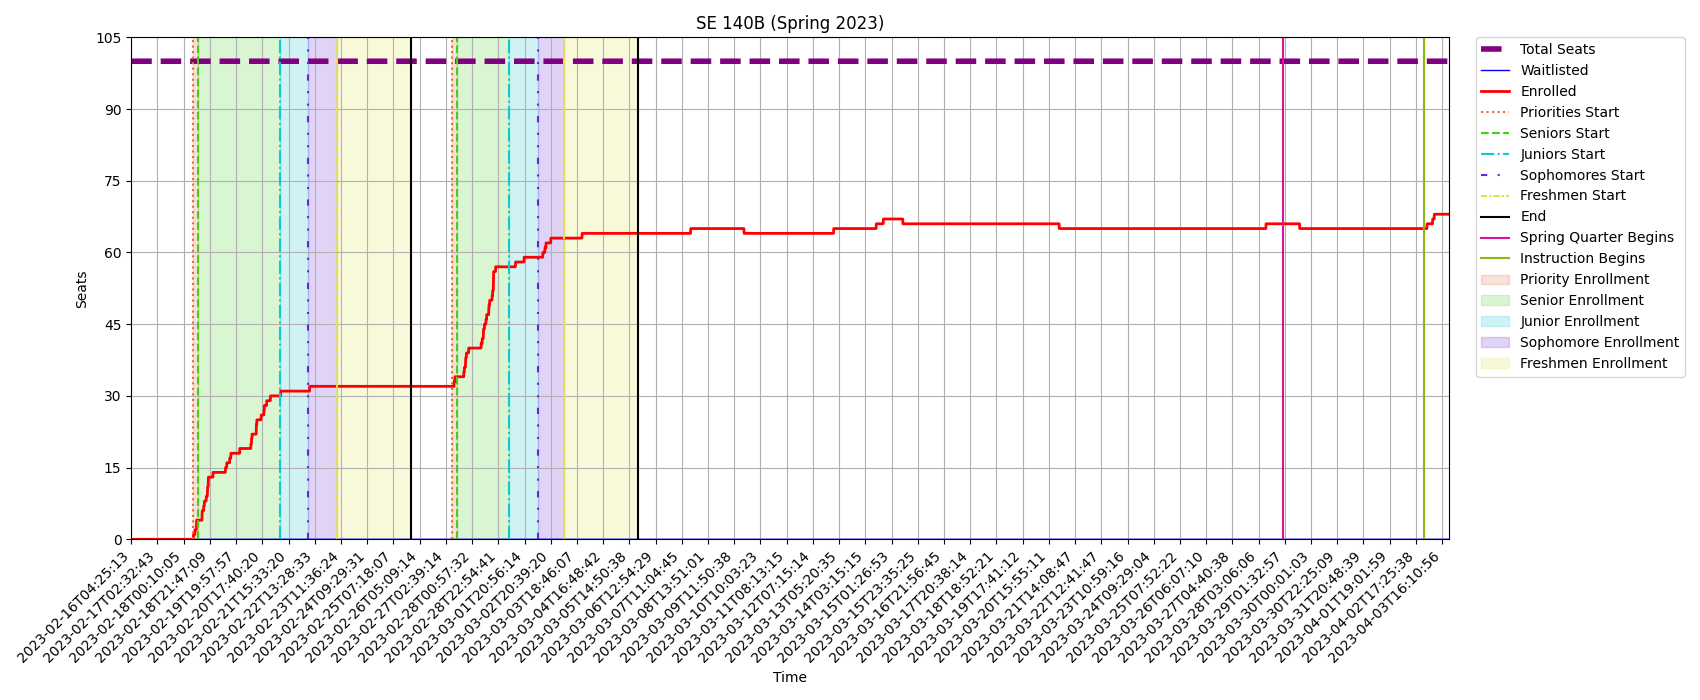 SE 140B (Spring 2023)
105
90
75
60
45
30
15
0
Seats
2023-02-16T04:25:13
2023-02-17T02:32:43
2023-02-18T00:10:05
2023-02-18T21:47:09
2023-02-19T19:57:57
2023-02-20T17:40:20
2023-02-21T15:33:20
2023-02-22T13:28:33
2023-02-23T11:36:24
2023-02-24T09:29:31
2023-02-25T07:18:07
2023-02-26T05:09:14
2023-02-27T02:39:14
2023-02-28T00:57:32
2023-02-28T22:54:41
2023-03-01T20:56:14
2023-03-02T20:39:20
2023-03-03T18:46:07
2023-03-04T16:48:42
2023-03-05T14:50:38
2023-03-06T12:54:29
2023-03-07T11:04:45
2023-03-08T13:51:01
2023-03-09T11:50:38
2023-03-10T10:03:23
2023-03-11T08:13:15
2023-03-12T07:15:14
2023-03-13T05:20:35
2023-03-14T03:15:15
2023-03-15T01:26:53
2023-03-15T23:35:25
2023-03-16T21:56:45
2023-03-17T20:38:14
2023-03-18T18:52:21
2023-03-19T17:41:12
2023-03-20T15:55:11
2023-03-21T14:08:47
2023-03-22T12:41:47
2023-03-23T10:59:16
2023-03-24T09:29:04
2023-03-25T07:52:22
2023-03-26T06:07:10
2023-03-27T04:40:38
2023-03-28T03:06:06
2023-03-29T01:32:57
2023-03-30T00:01:03
2023-03-30T22:25:09
2023-03-31T20:48:39
2023-04-01T19:01:59
2023-04-02T17:25:38
2023-04-03T16:10:56
Time
Total Seats
Waitlisted
Enrolled
Priorities Start
Seniors Start
Juniors Start
Sophomores Start
Freshmen Start
End
Spring Quarter Begins
Instruction Begins
Priority Enrollment
Senior Enrollment
Junior Enrollment
Sophomore Enrollment
Freshmen Enrollment